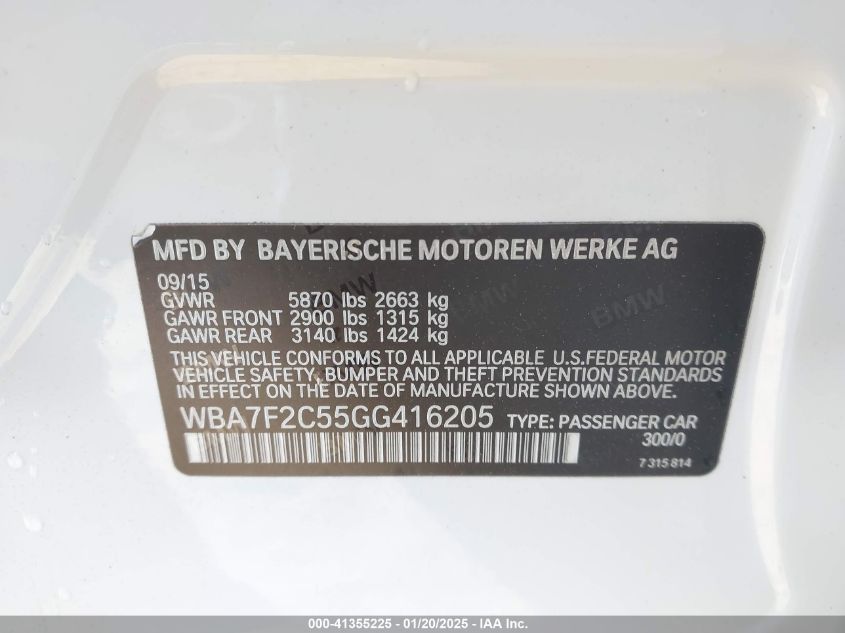 MFD BY BAYERISCHE MOTOREN WERKE AG
09/15
GVWR 5870 lbs 2663 kg
GAWR FRONT 2900 lbs 1315 kg
GAWR REAR 3140 lbs 1424 kg
THIS VEHICLE CONFORMS TO ALL APPLICABLE U.S.FEDERAL MOTOR
VEHICLE SAFETY, BUMPER AND THEFT PREVENTION STANDARDS
IN EFFECT ON THE DATE OF MANUFACTURE SHOWN ABOVE.
WBA7F2C55GG416205 TYPE: PASSENGER CAR
300/0
7 315 814
BMW
BMW
000-41355225 - 01/20/2025 - IAA, Inc.